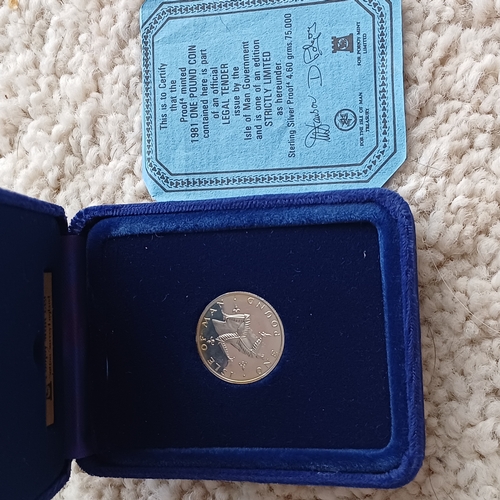 This is to Certify
that the
Proof minted
1981 ONE POUND COIN
contained here is part
of an official
LEGAL TENDER
issue by the
Isle of Man Government
and is one of an edition
STRICTLY LIMITED
as hereunder.
Sterling Silver Proof 4.60 grms. 75,000
FOR THE ISLE OF MAN
TREASURY
FOR POBJOY MINT
LIMITED
ISLE OF MAN · ONE POUND